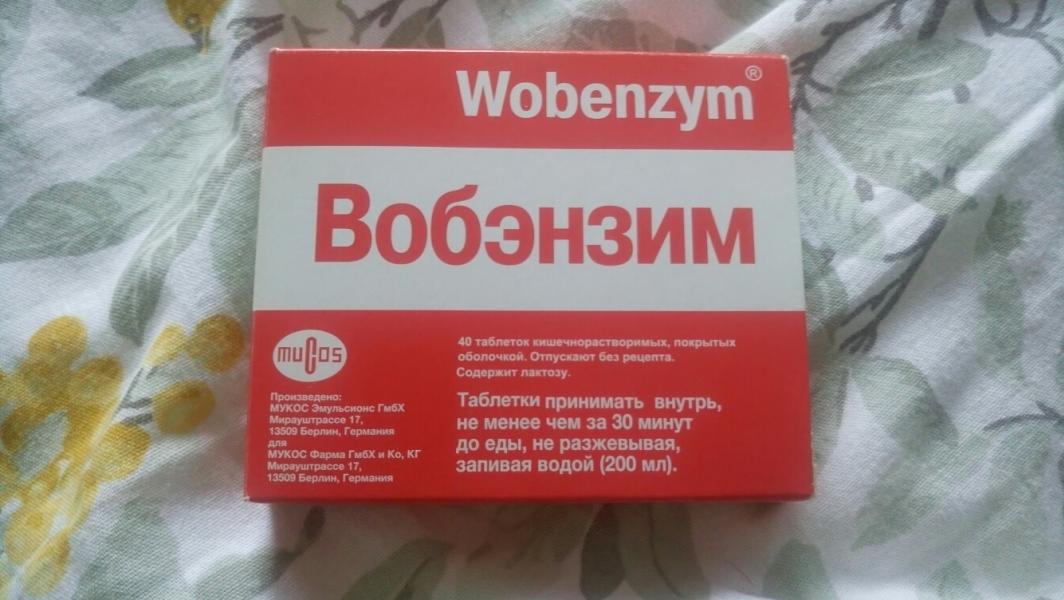 Wobenzym®
Вобэнзим
mucos
Произведено:
МУКОС Эмульсионс ГмбХ
Мирауштрассе 17,
13509 Берлин, Германия
для
МУКОС Фарма ГмбХ и Ко, КГ
Мирауштрассе 17,
13509 Берлин, Германия
40 таблеток кишечнорастворимых, покрытых
оболочкой. Отпускают без рецепта.
Содержит лактозу.
Таблетки принимать внутрь,
не менее чем за 30 минут
до еды, не разжевывая,
запивая водой (200 мл).